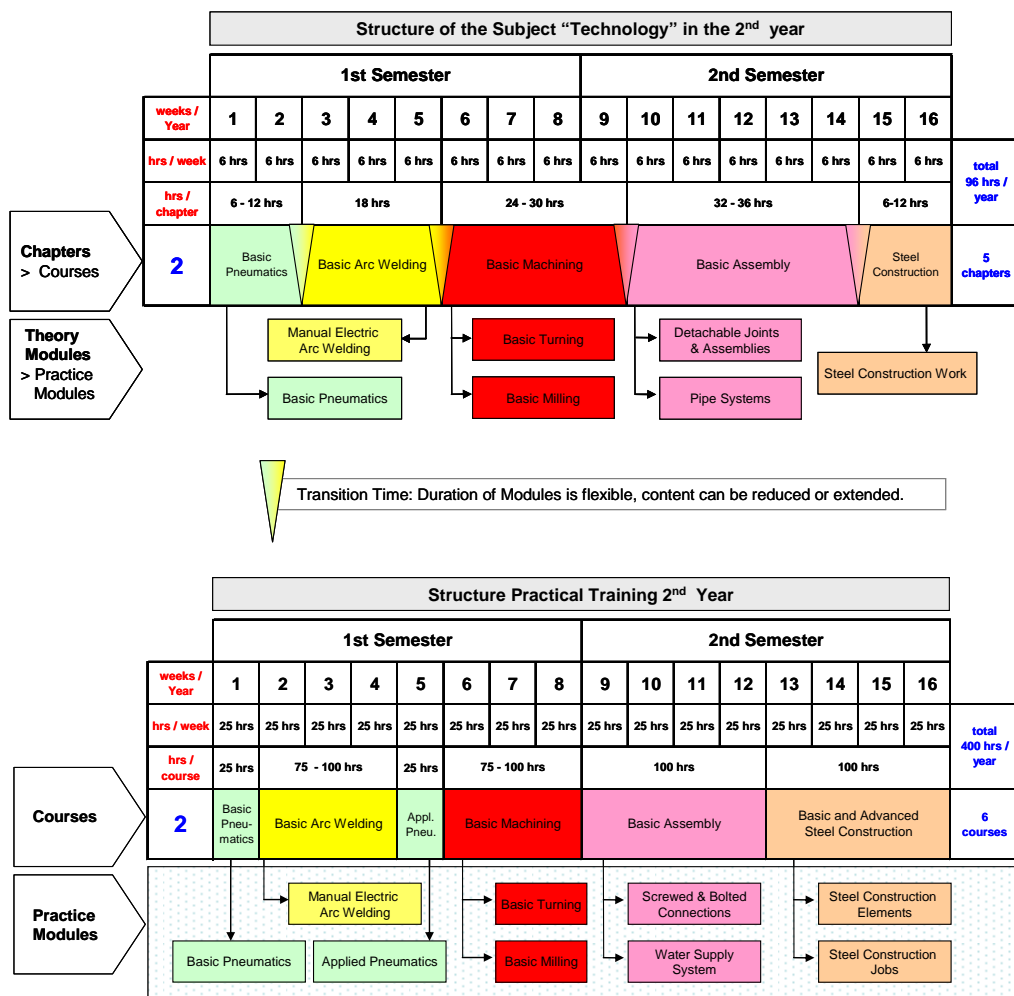 Structure of the Subject “Technology” in the 2nd year
1st Semester
2nd Semester
weeks /
Year
1 2 3 4 5 6 7 8 9 10 11 12 13 14 15 16
hrs / week
6 hrs 6 hrs 6 hrs 6 hrs 6 hrs 6 hrs 6 hrs 6 hrs 6 hrs 6 hrs 6 hrs 6 hrs 6 hrs 6 hrs 6 hrs 6 hrs
total
96 hrs /
year
hrs /
chapter
6 - 12 hrs
18 hrs
24 - 30 hrs
32 - 36 hrs
6-12 hrs
Chapters
> Courses
2
Basic
Pneumatics
Basic Arc Welding
Basic Machining
Basic Assembly
Steel
Construction
5
chapters
Theory
Modules
> Practice
Modules
Manual Electric
Arc Welding
Basic Turning
Detachable Joints
& Assemblies
Steel Construction Work
Basic Pneumatics
Basic Milling
Pipe Systems
Transition Time: Duration of Modules is flexible, content can be reduced or extended.
Structure Practical Training 2nd Year
1st Semester
2nd Semester
weeks /
Year
1 2 3 4 5 6 7 8 9 10 11 12 13 14 15 16
hrs / week
25 hrs 25 hrs 25 hrs 25 hrs 25 hrs 25 hrs 25 hrs 25 hrs 25 hrs 25 hrs 25 hrs 25 hrs 25 hrs 25 hrs 25 hrs 25 hrs
total
400 hrs /
year
hrs /
course
25 hrs
75 - 100 hrs
25 hrs
75 - 100 hrs
100 hrs
100 hrs
Courses
2
Basic
Pneu-
matics
Basic Arc Welding
Appl.
Pneu.
Basic Machining
Basic Assembly
Basic and Advanced
Steel Construction
6
courses
Practice
Modules
Manual Electric
Arc Welding
Basic Turning
Screwed & Bolted
Connections
Steel Construction
Elements
Basic Pneumatics
Applied Pneumatics
Basic Milling
Water Supply
System
Steel Construction
Jobs